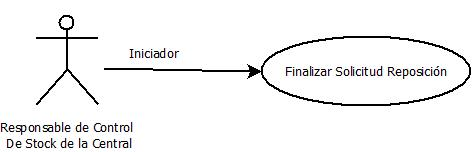 Iniciador
Finalizar Solicitud Reposición
Responsable de Control
De Stock de la Central